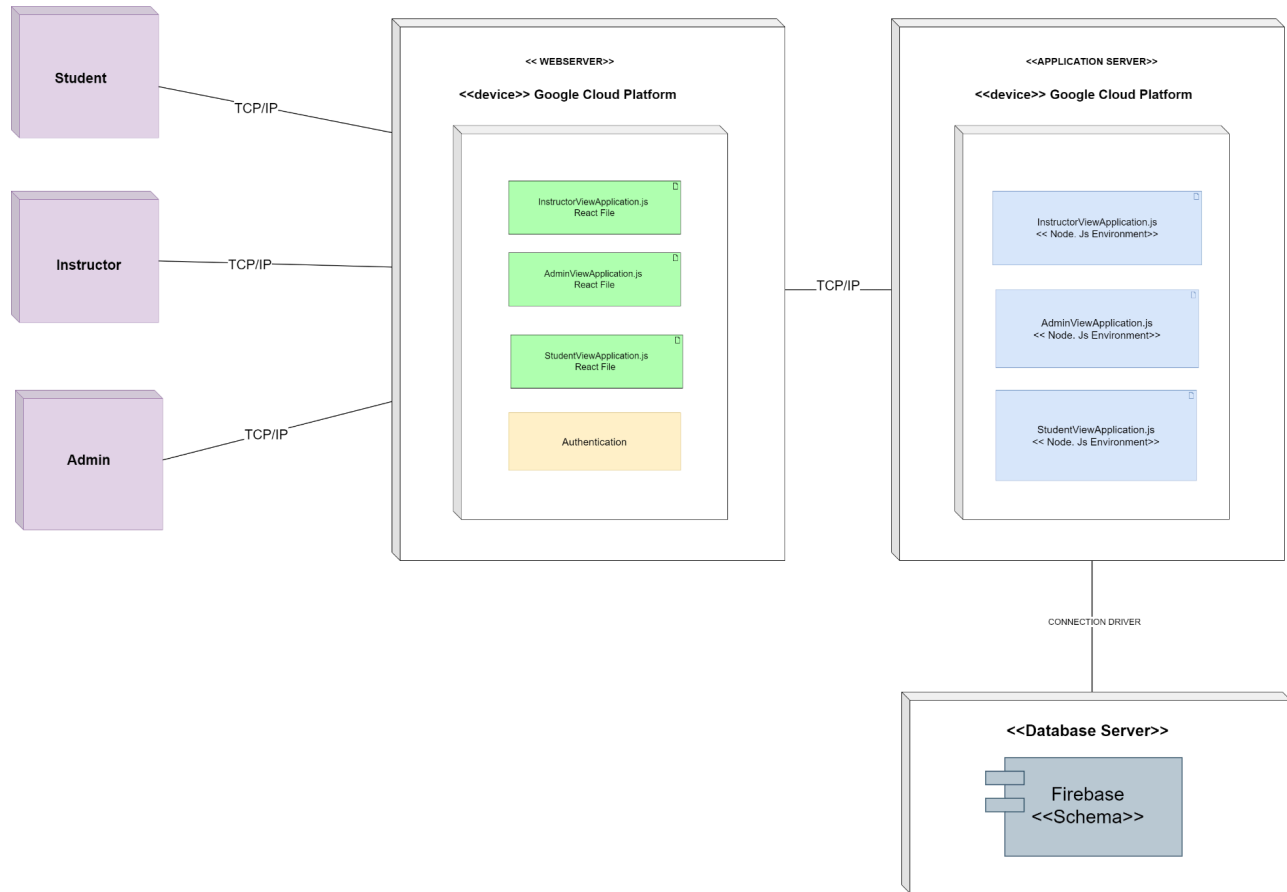 Student
TCP/IP
Instructor
TCP/IP
Admin
TCP/IP
<< WEBSERVER>>
<<device>> Google Cloud Platform
InstructorViewApplication.js
React File
AdminViewApplication.js
React File
StudentViewApplication.js
React File
Authentication
TCP/IP
<<APPLICATION SERVER>>
<<device>> Google Cloud Platform
InstructorViewApplication.js
<< Node. Js Environment>>
AdminViewApplication.js
<< Node. Js Environment>>
StudentViewApplication.js
<< Node. Js Environment>>
CONNECTION DRIVER
<<Database Server>>
Firebase
<<Schema>>